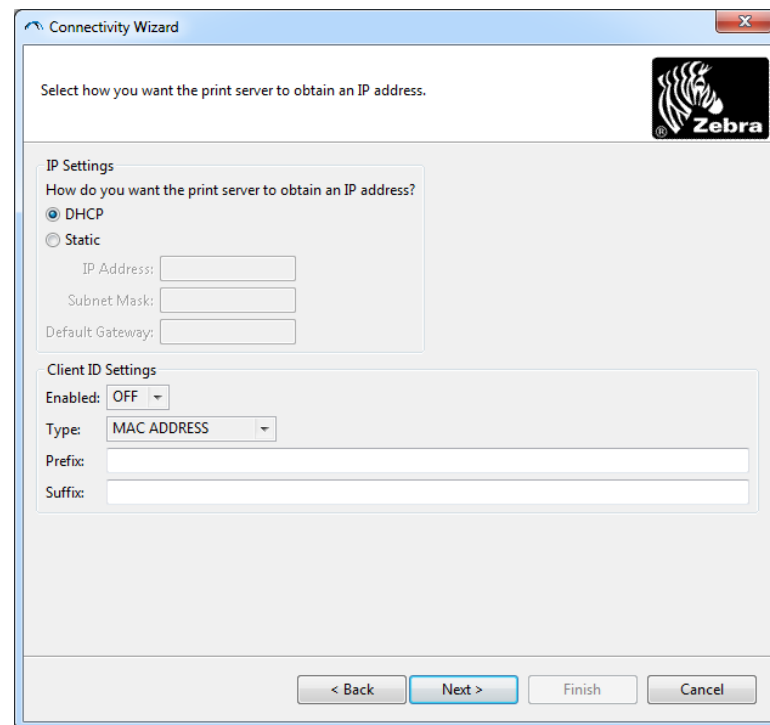 Connectivity Wizard
Select how you want the print server to obtain an IP address.
® Zebra
IP Settings
How do you want the print server to obtain an IP address?
DHCP
Static
IP Address:
Subnet Mask:
Default Gateway:
Client ID Settings
Enabled: OFF
Type: MAC ADDRESS
Prefix:
Suffix:
< Back Next > Finish Cancel